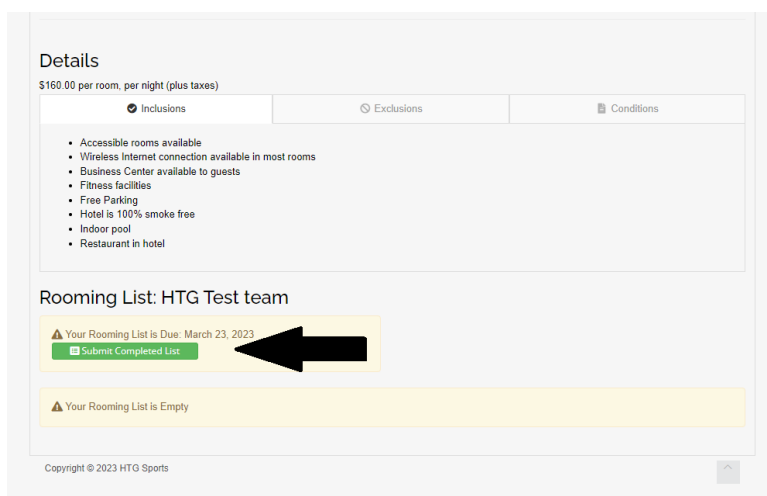 Details
$160.00 per room, per night (plus taxes)
Inclusions
Exclusions
Conditions
Accessible rooms available
Wireless Internet connection available in most rooms
Business Center available to guests
Fitness facilities
Free Parking
Hotel is 100% smoke free
Indoor pool
Restaurant in hotel
Rooming List: HTG Test team
Your Rooming List is Due: March 23, 2023
Submit Completed List
Your Rooming List is Empty
Copyright © 2023 HTG Sports